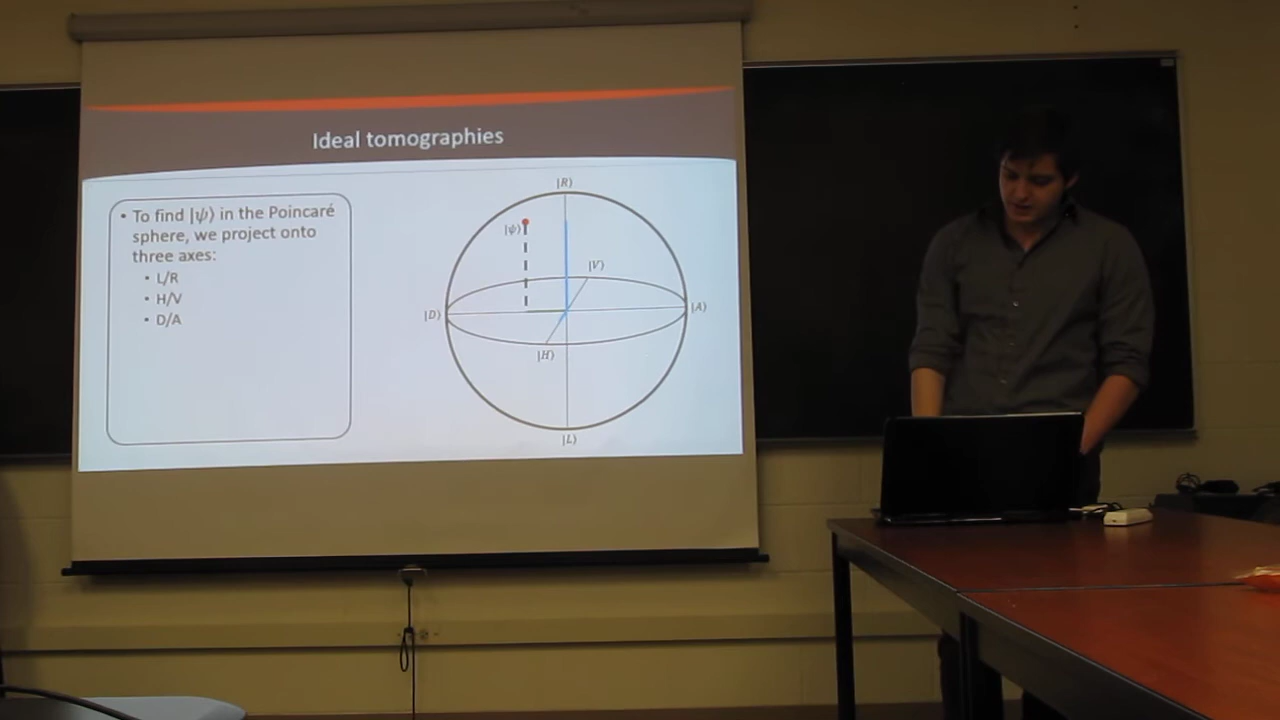 Ideal tomographies
• To find |ψ⟩ in the Poincaré
sphere, we project onto
three axes:
• L/R
• H/V
• D/A
|R⟩
|ψ⟩
|V⟩
|D⟩
|A⟩
|H⟩
|L⟩